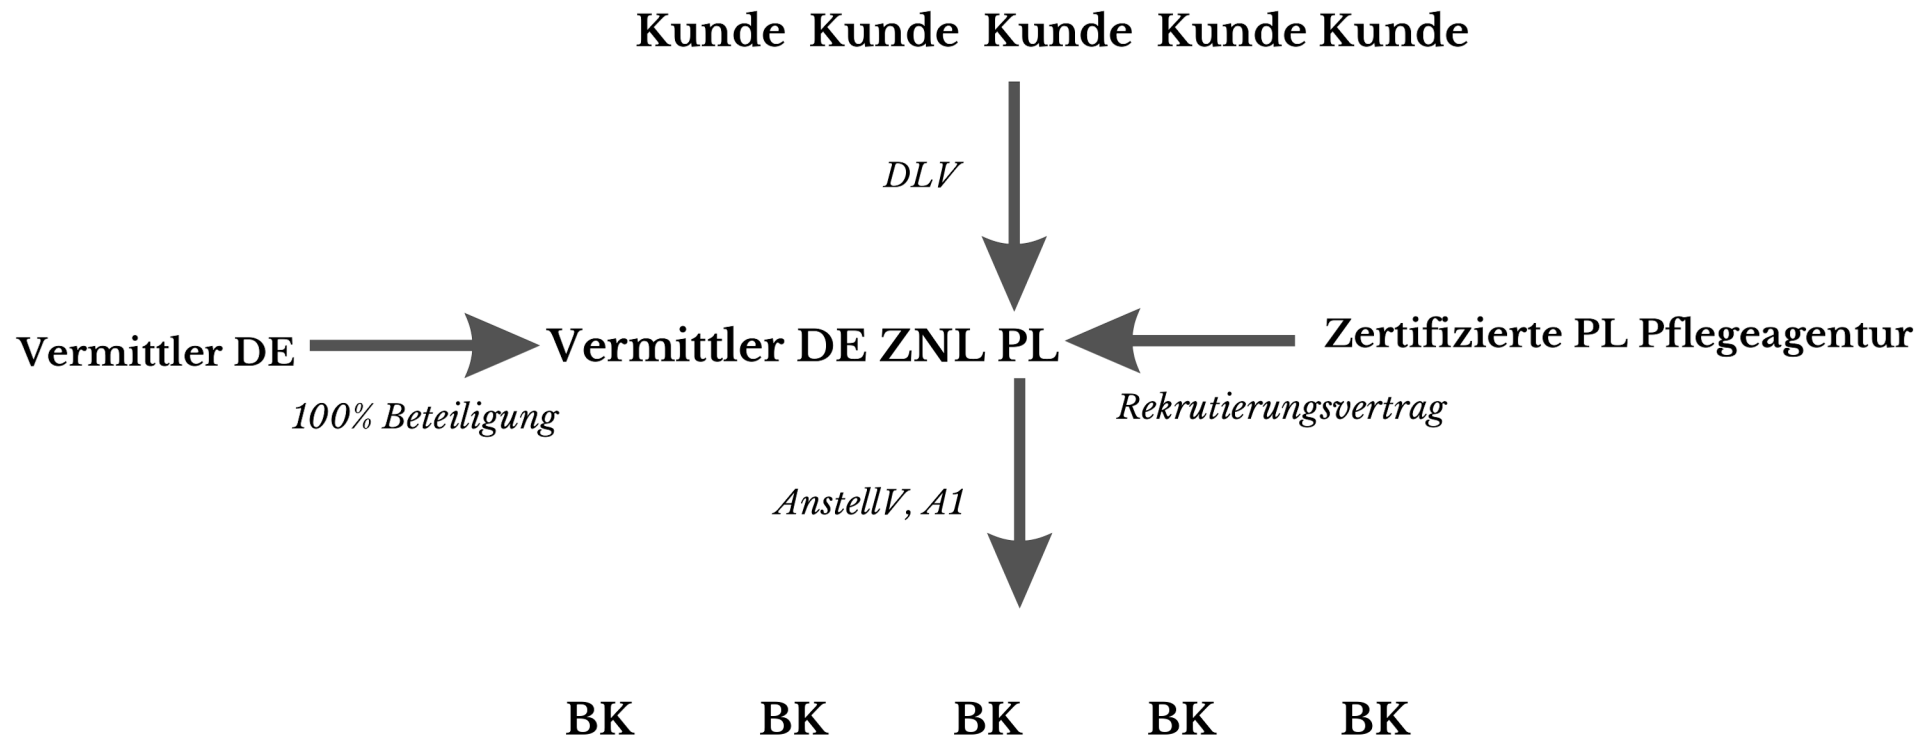 Kunde Kunde Kunde Kunde Kunde
DLV
Vermittler DE
Vermittler DE ZNL PL
Zertifizierte PL Pflegeagentur
100% Beteiligung
Rekrutierungsvertrag
AnstellV, A1
BK BK BK BK BK